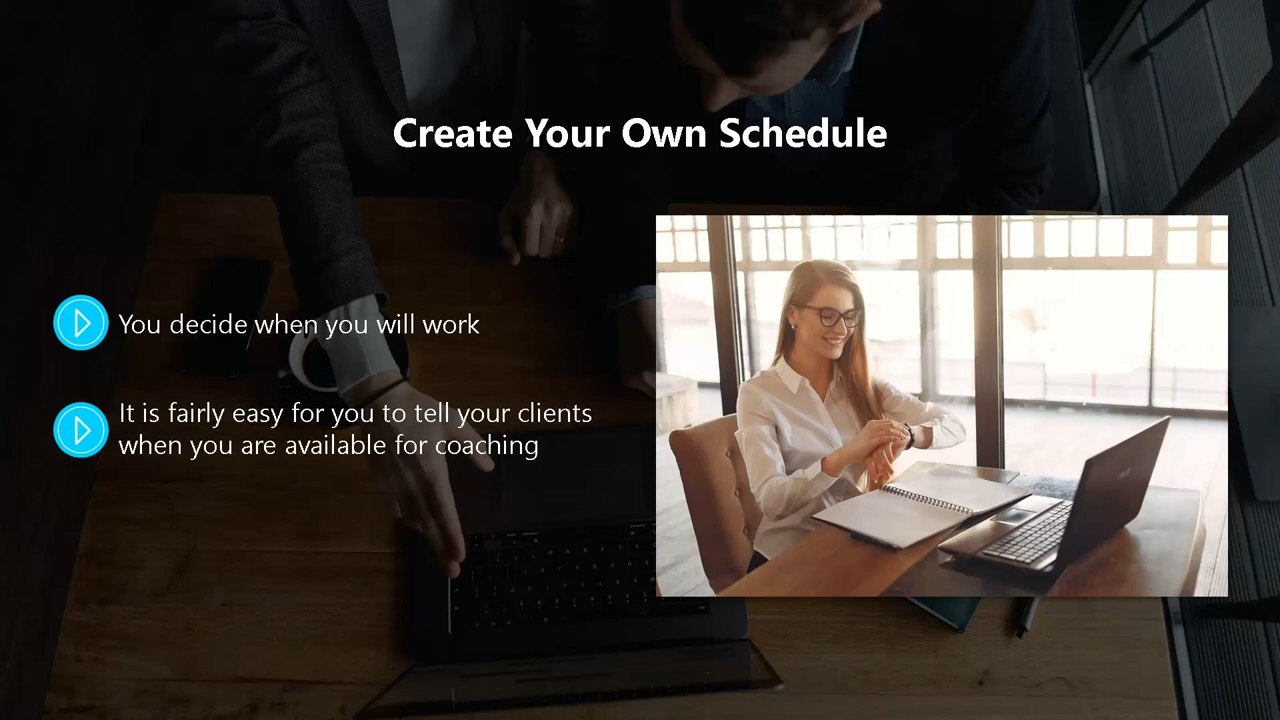 Create Your Own Schedule
You decide when you will work
It is fairly easy for you to tell your clients
when you are available for coaching